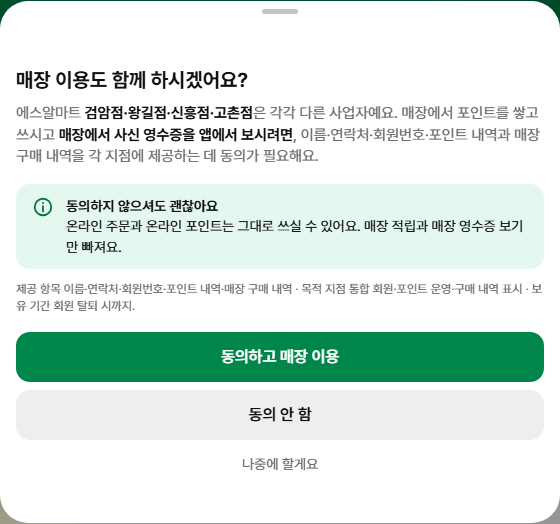 매장 이용도 함께 하시겠어요?
에스알마트 검암점·왕길점·신흥점·고촌점은 각각 다른 사업자예요. 매장에서 포인트를 쌓고
쓰시고 매장에서 사신 영수증을 앱에서 보시려면, 이름·연락처·회원번호·포인트 내역과 매장
구매 내역을 각 지점에 제공하는 데 동의가 필요해요.
동의하지 않으셔도 괜찮아요
온라인 주문과 온라인 포인트는 그대로 쓰실 수 있어요. 매장 적립과 매장 영수증 보기
만 빠져요.
제공 항목 이름·연락처·회원번호·포인트 내역·매장 구매 내역 · 목적 지점 통합 회원·포인트 운영·구매 내역 표시 · 보
유 기간 회원 탈퇴 시까지.
동의하고 매장 이용
동의 안 함
나중에 할게요